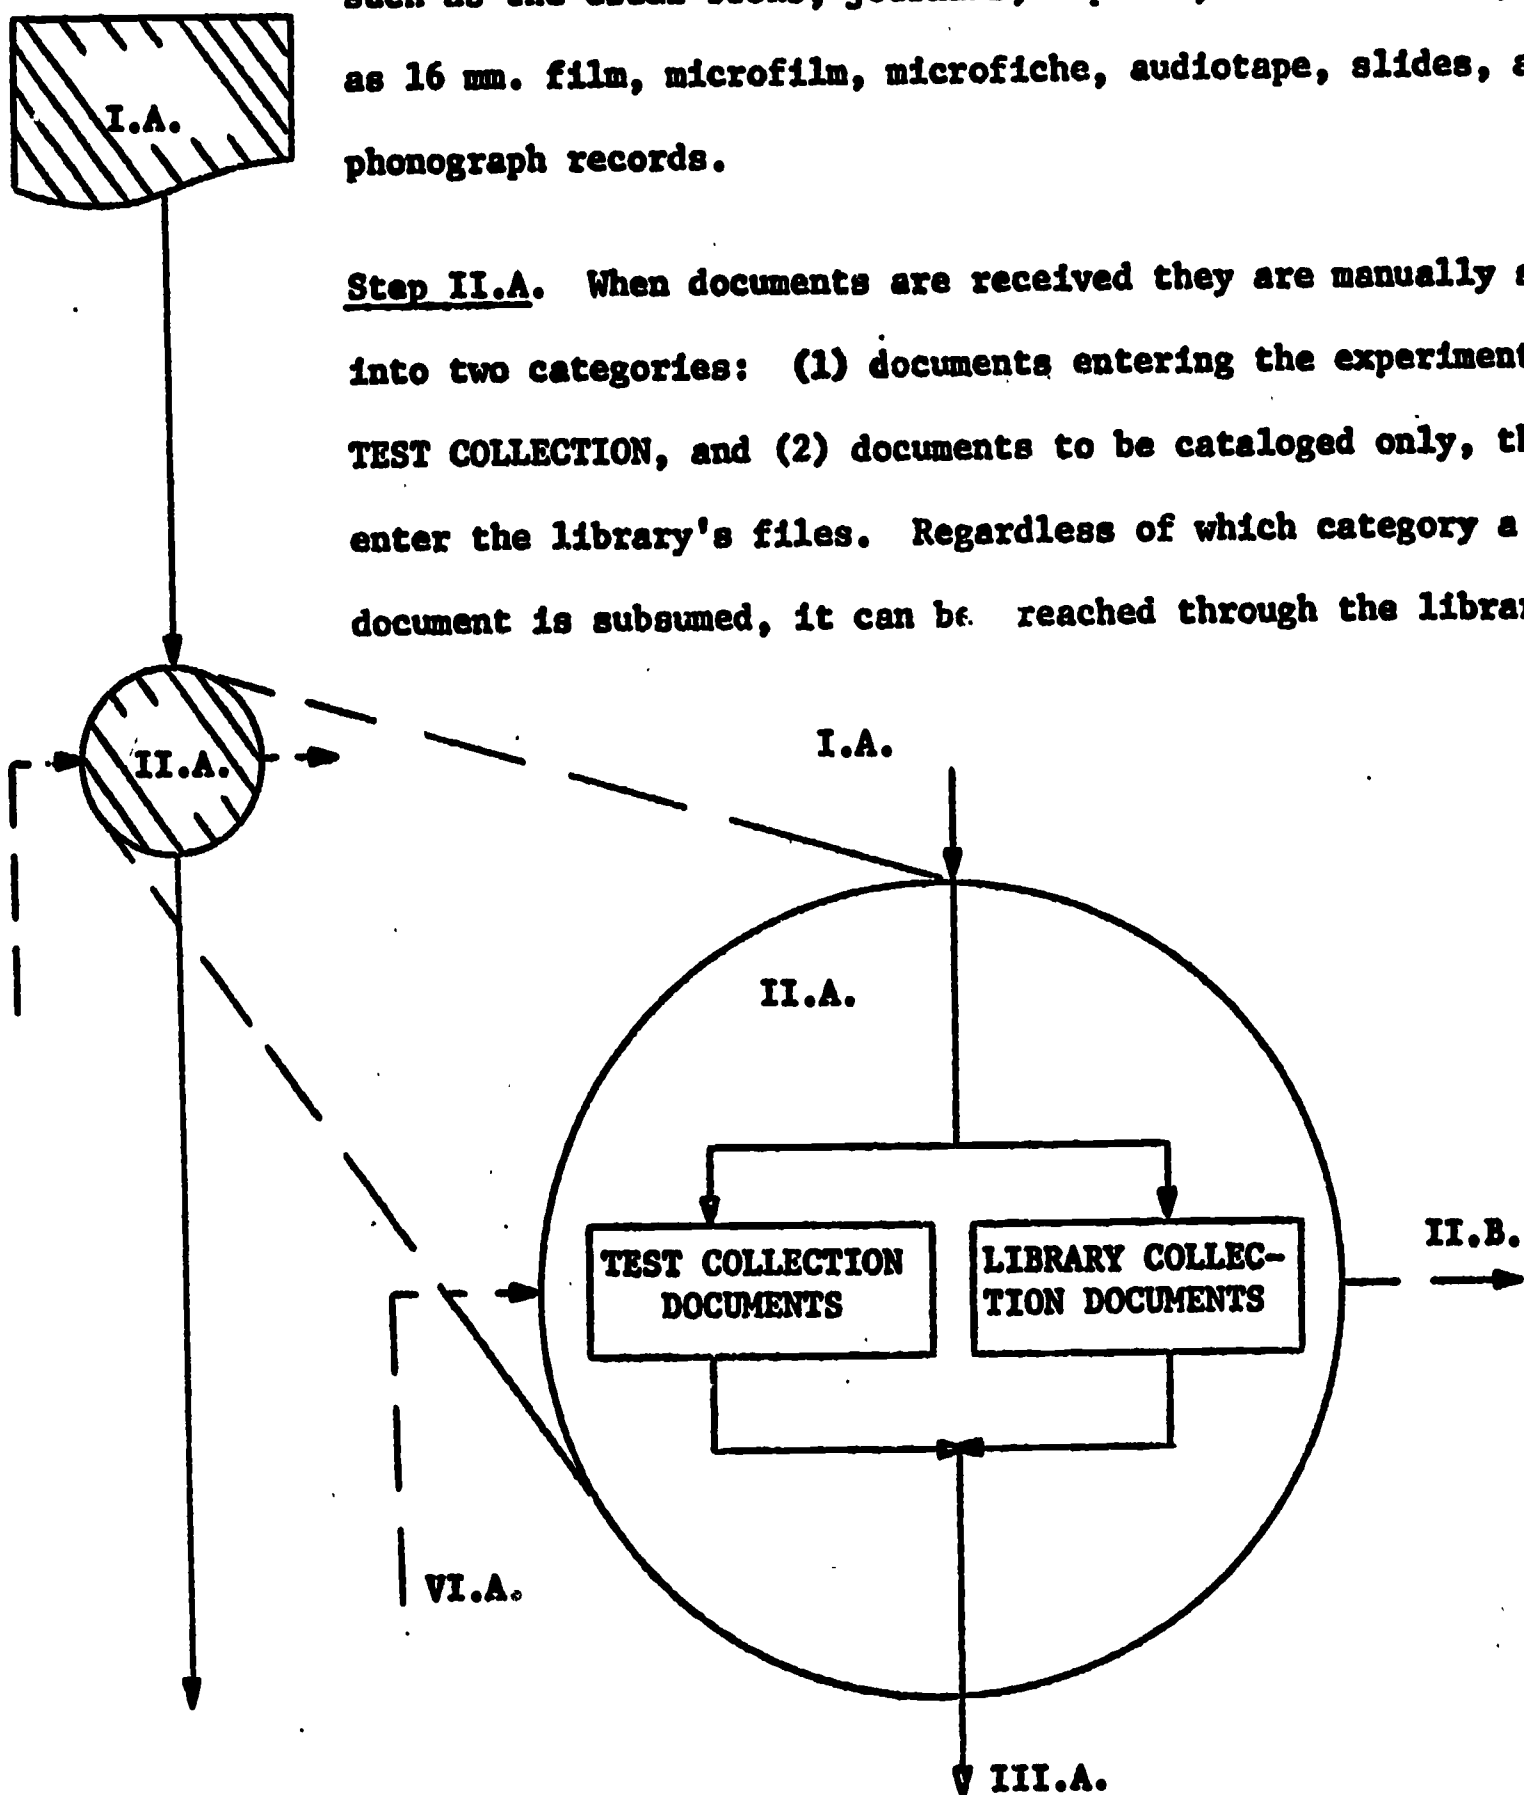 as 16 mm. film, microfilm, microfiche, audiotape, slides,
phonograph records.
Step II.A. When documents are received they are manually
into two categories: (1) documents entering the experiment
TEST COLLECTION, and (2) documents to be cataloged only, th
enter the library's files. Regardless of which category a
document is subsumed, it can be reached through the librar
I.A.
II.A.
I.A.
II.A.
TEST COLLECTION
DOCUMENTS
LIBRARY COLLEC-
TION DOCUMENTS
II.B.
VI.A.
III.A.